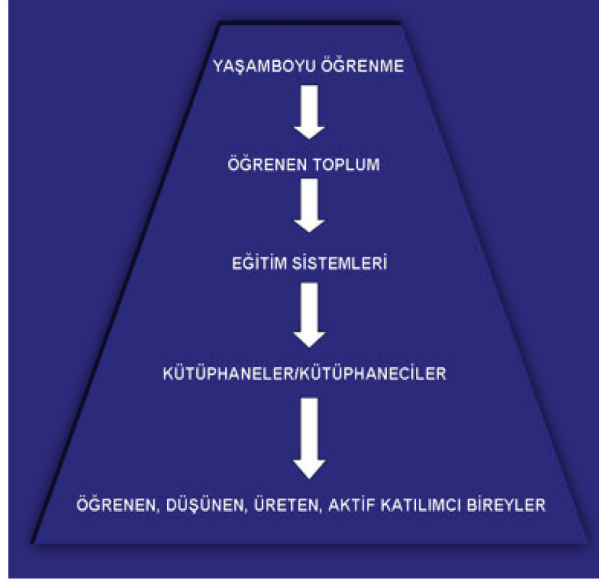 YAŞAMBOYU ÖĞRENME
ÖĞRENEN TOPLUM
EĞİTİM SİSTEMLERİ
KÜTÜPHANELER/KÜTÜPHANECİLER
ÖĞRENEN, DÜŞÜNEN, ÜRETEN, AKTİF KATILIMCI BİREYLER